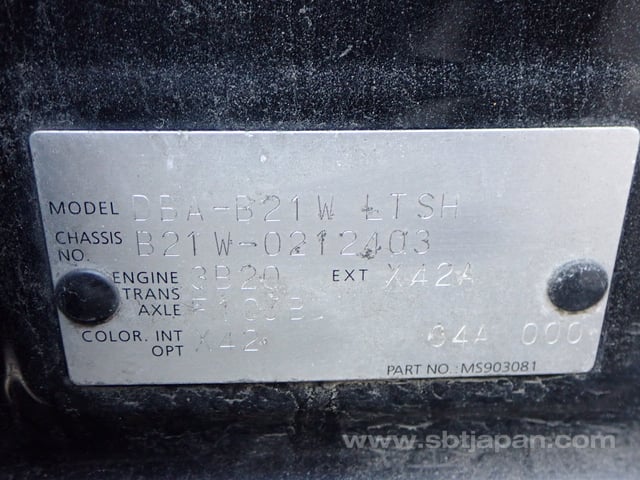 MODEL DBA-B21W LTSH
CHASSIS NO. B21W-0212403
ENGINE 3B20 EXT X42A
TRANS AXLE
COLOR. INT OPT X42 04A 000
PART NO.: MS903081
www.sbtjapan.com